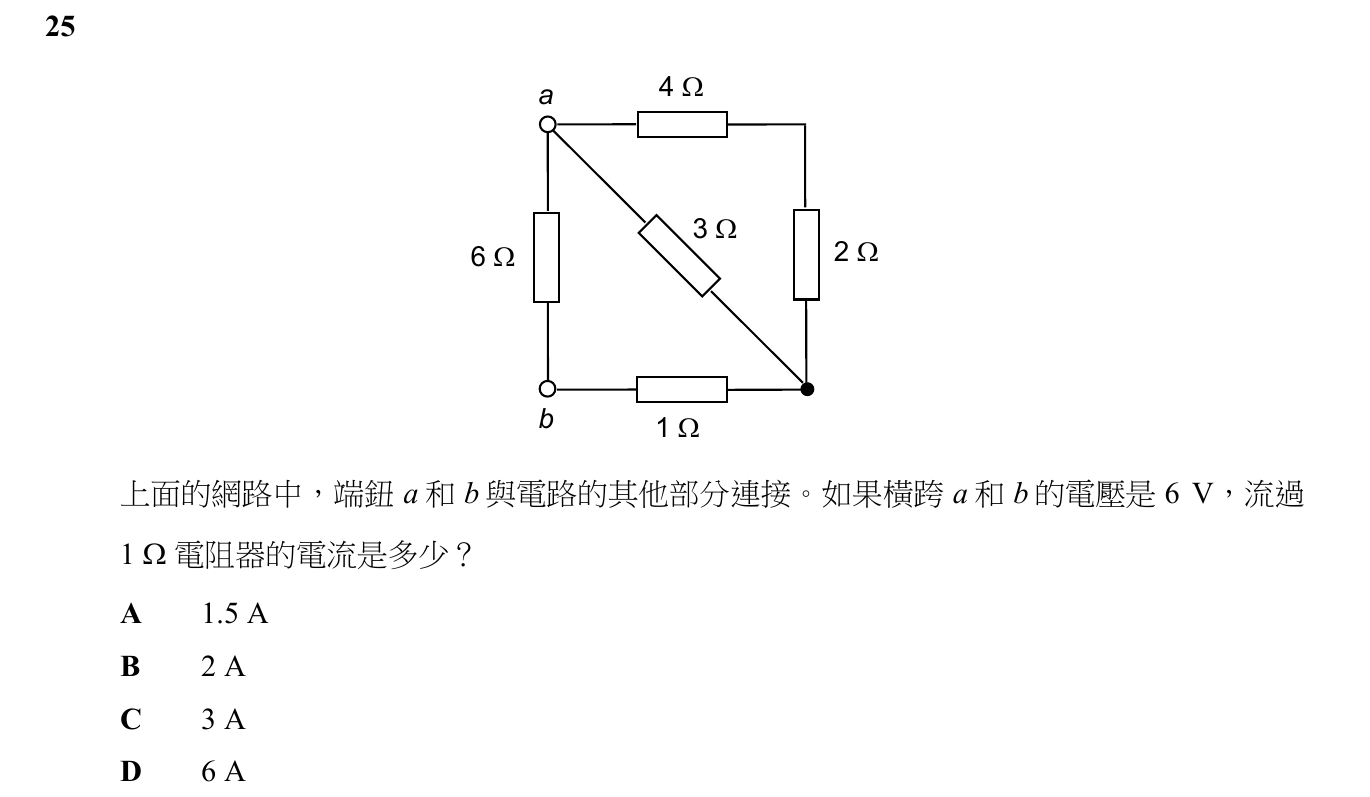 25
a
4 Ω
3 Ω
6 Ω
2 Ω
b
1 Ω
上面的網路中，端鈕 a 和 b 與電路的其他部分連接。如果橫跨 a 和 b 的電壓是 6 V，流過
1 Ω 電阻器的電流是多少？
A 1.5 A
B 2 A
C 3 A
D 6 A